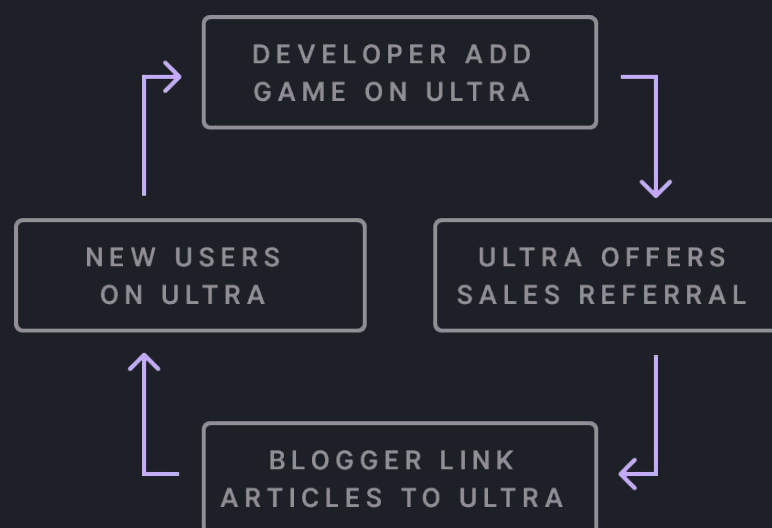 DEVELOPER ADD
GAME ON ULTRA
NEW USERS
ON ULTRA
ULTRA OFFERS
SALES REFERRAL
BLOGGER LINK
ARTICLES TO ULTRA